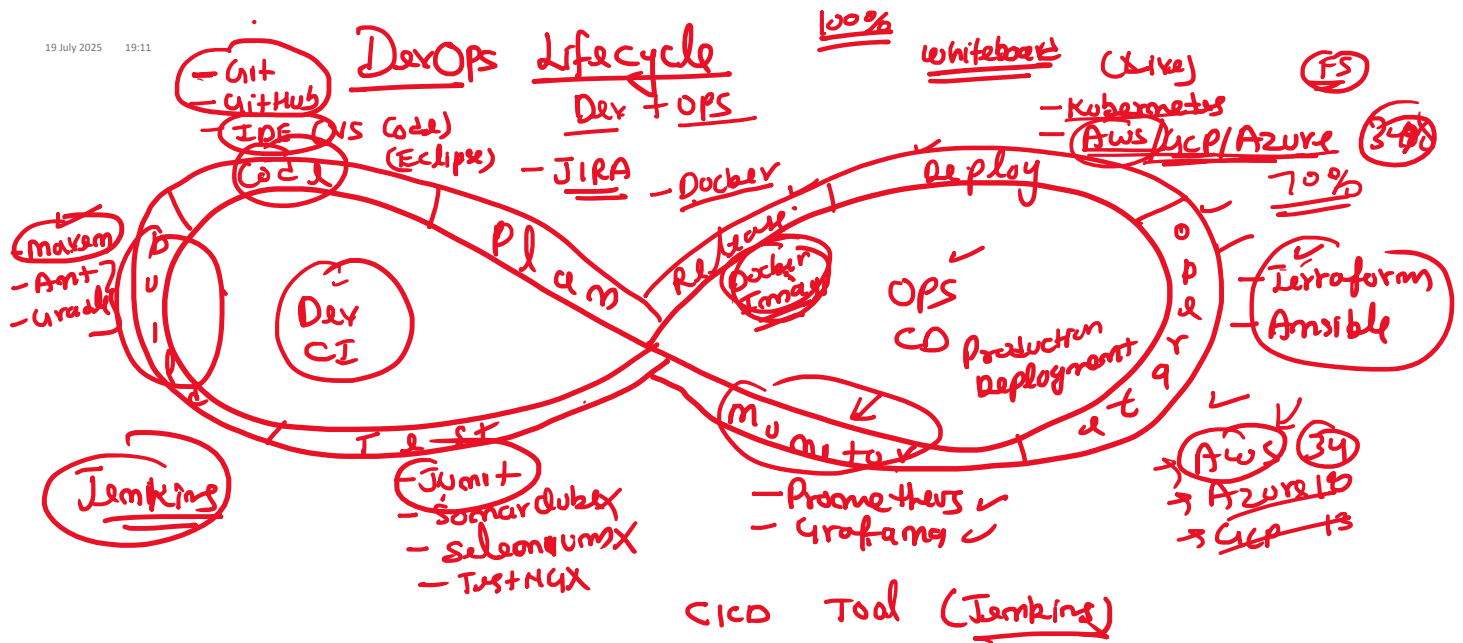 19 July 2025 19:11
DevOps Lifecycle
Dev + OPS
100%
whiteboard (Live)
FS
- Git
- GitHub
- IDE (VS Code)
(Eclipse)
- JIRA
- Docker
- Kubernetes
- AWS/GCP/Azure
34%
70%
Code
Plan
Release
Deploy
Operate
Build
Test
Monitor
- maven
- Ant
- Gradle
Dev
CI
Docker
Image
OPS
CD
Production
Deployment
- Terraform
- Ansible
Jenkins
- Junit
- SonarQube X
- Selenium X
- TestNG X
- Prometheus
- Grafana
AWS 34
Azure
GCP 13
CICD Tool (Jenkins)